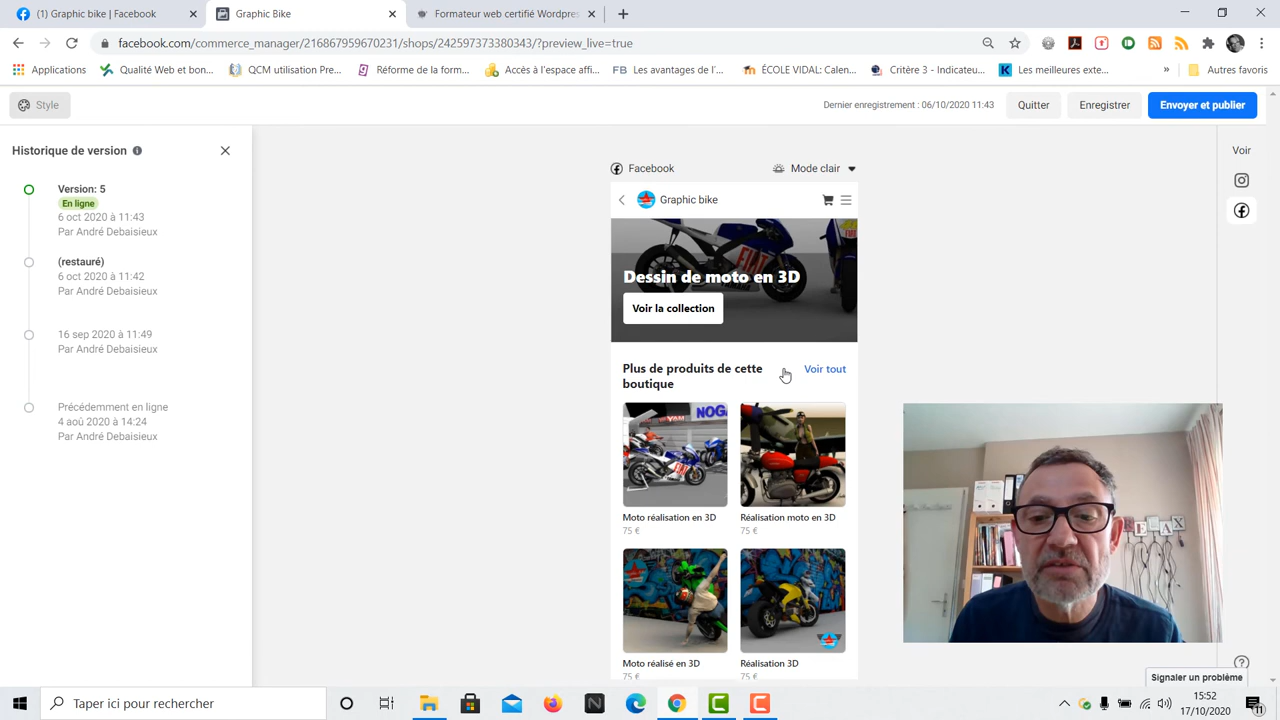 (1) Graphic bike | Facebook
Graphic Bike
Formateur web certifié Wordpres
facebook.com/commerce_manager/216867959670231/shops/242597373380343/?preview_live=true
Applications
Qualité Web et bon...
QCM utilisation Pre...
Réforme de la form...
Accès à l'espace affi...
FB
Les avantages de l'...
ÉCOLE VIDAL: Calen...
Critère 3 - Indicateu...
K
Les meilleures exte...
»
Autres favoris
Style
Dernier enregistrement : 06/10/2020 11:43
Quitter
Enregistrer
Envoyer et publier
Historique de version
Voir
Version: 5
En ligne
6 oct 2020 à 11:43
Par André Debaisieux
(restauré)
6 oct 2020 à 11:42
Par André Debaisieux
16 sep 2020 à 11:49
Par André Debaisieux
Précédemment en ligne
4 aoû 2020 à 14:24
Par André Debaisieux
Facebook
Mode clair
Graphic bike
FIAT
Dessin de moto en 3D
Voir la collection
Plus de produits de cette
boutique
Voir tout
NOGA
Moto réalisation en 3D
75 €
Réalisation moto en 3D
75 €
Moto réalisé en 3D
75 €
Réalisation 3D
75 €
RELAX
Signaler un problème
Taper ici pour rechercher
15:52
17/10/2020
11